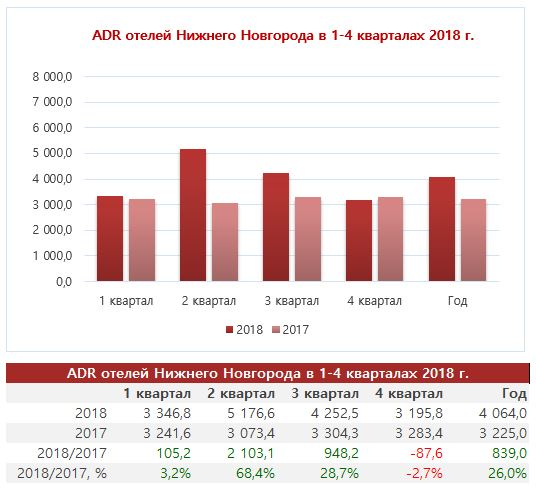 ADR отелей Нижнего Новгорода в 1-4 кварталах 2018 г.
8 000,0
7 000,0
6 000,0
5 000,0
4 000,0
3 000,0
2 000,0
1 000,0
0,0
1 квартал 2 квартал 3 квартал 4 квартал Год
2018 2017
ADR отелей Нижнего Новгорода в 1-4 кварталах 2018 г.
1 квартал 2 квартал 3 квартал 4 квартал Год
2018 3 346,8 5 176,6 4 252,5 3 195,8 4 064,0
2017 3 241,6 3 073,4 3 304,3 3 283,4 3 225,0
2018/2017 105,2 2 103,1 948,2 -87,6 839,0
2018/2017, % 3,2% 68,4% 28,7% -2,7% 26,0%